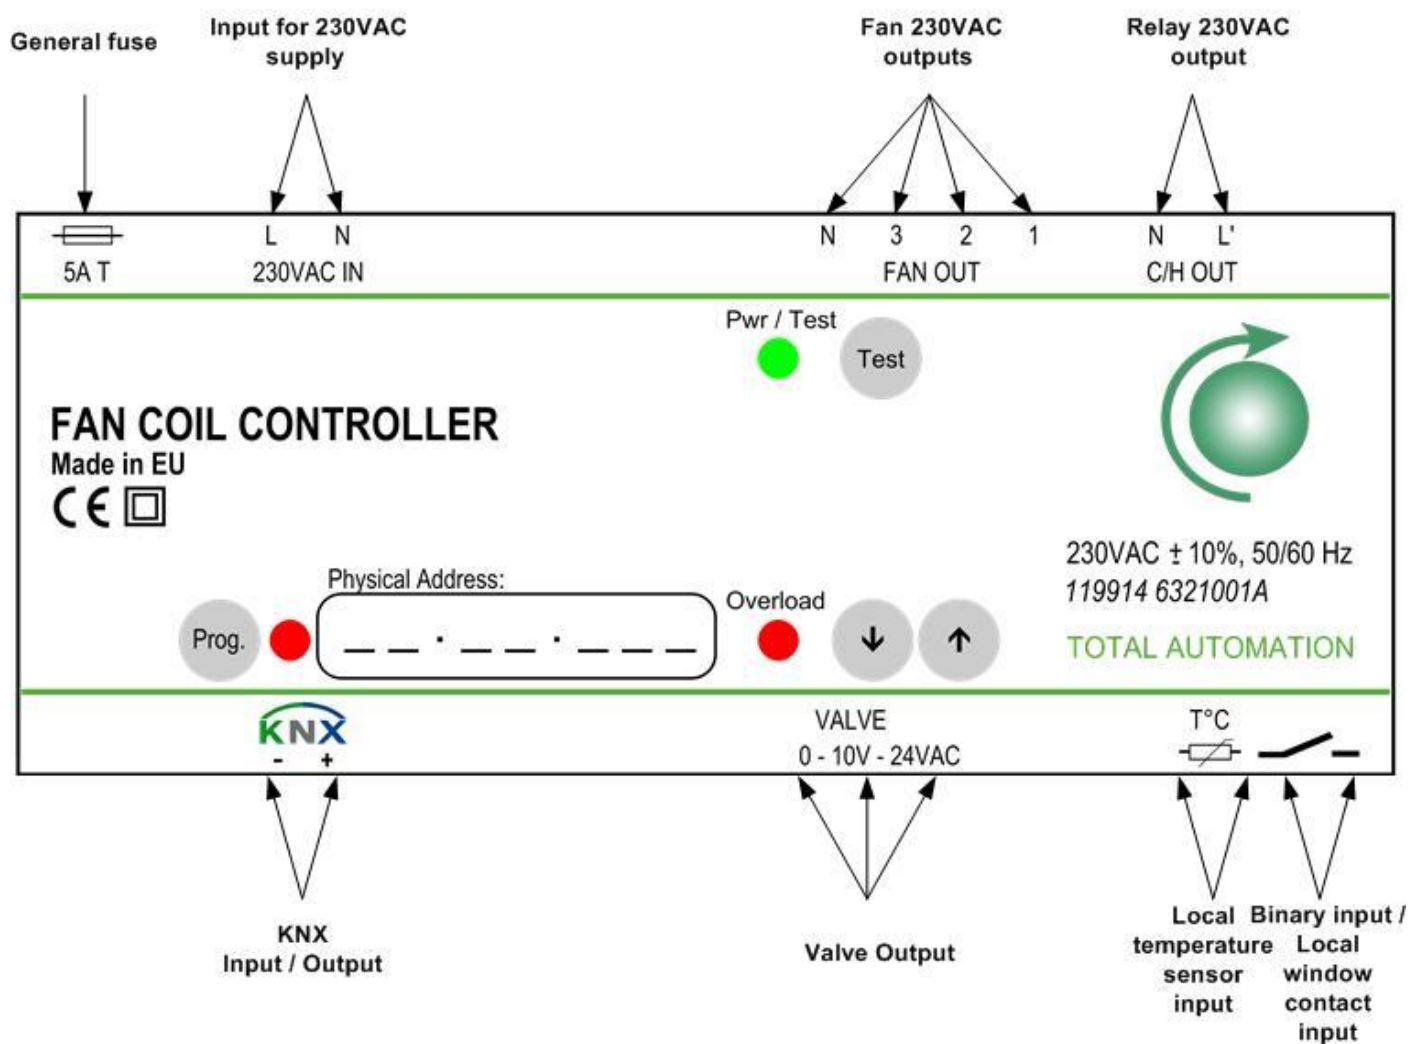 General fuse
Input for 230VAC
supply
Fan 230VAC
outputs
Relay 230VAC
output
5A T
L N
230VAC IN
N 3 2 1
FAN OUT
N L'
C/H OUT
Pwr / Test
Test
FAN COIL CONTROLLER
Made in EU
CE
230VAC ± 10%, 50/60 Hz
119914 6321001A
TOTAL AUTOMATION
Physical Address:
Prog.
_ _ . _ _ . _ _ _
Overload
↓ ↑
KNX
- +
VALVE
0 - 10V - 24VAC
T°C
KNX
Input / Output
Valve Output
Local
temperature
sensor
input
Binary input /
Local
window
contact
input